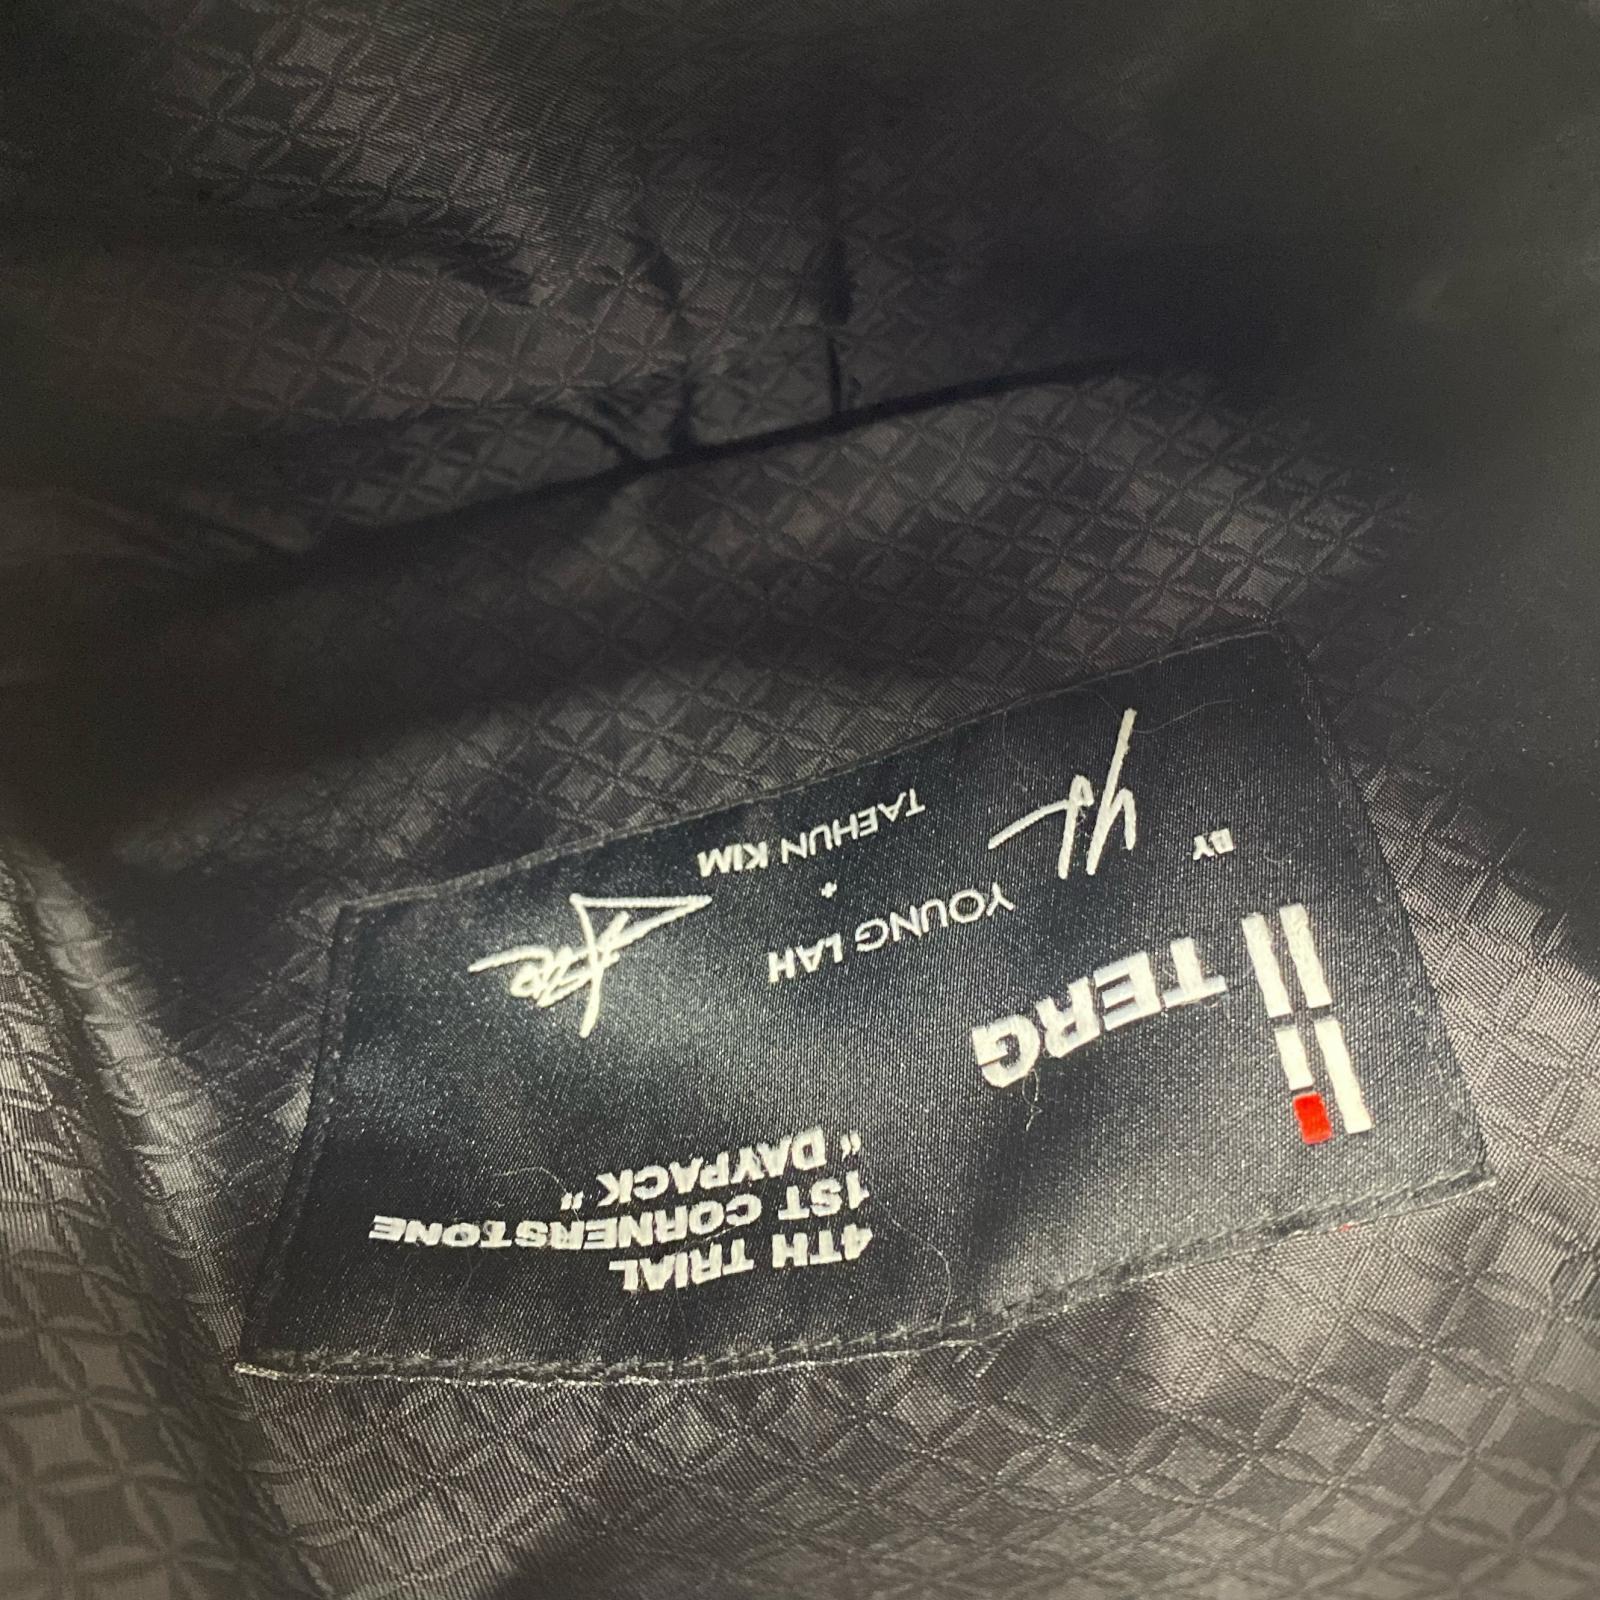 TERG
BY
YOUNG LAH
+
TAEHUN KIM
4TH TRIAL
1ST CORNERSTONE
“ DAYPACK “